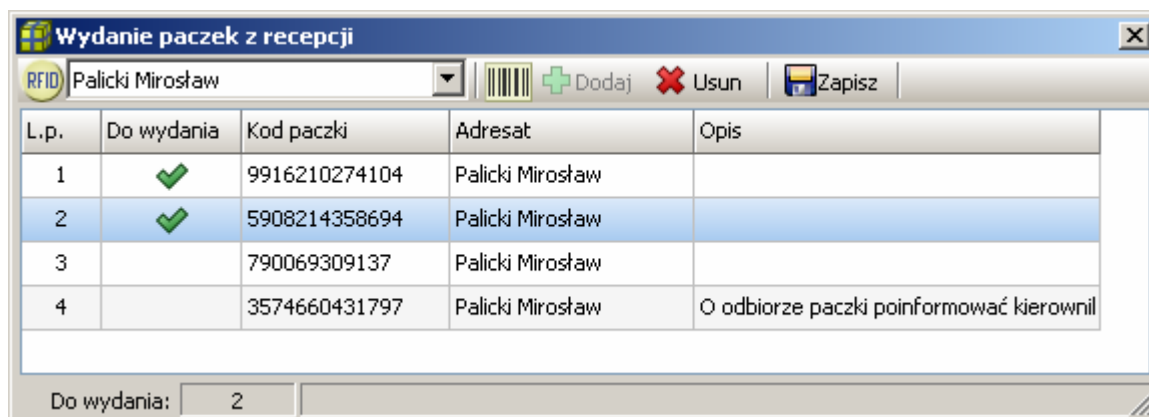 Wydanie paczek z recepcji
RFID Palicki Mirosław Dodaj Usun Zapisz
L.p. Do wydania Kod paczki Adresat Opis
1 9916210274104 Palicki Mirosław
2 5908214358694 Palicki Mirosław
3 790069309137 Palicki Mirosław
4 3574660431797 Palicki Mirosław O odbiorze paczki poinformować
Do wydania: 2